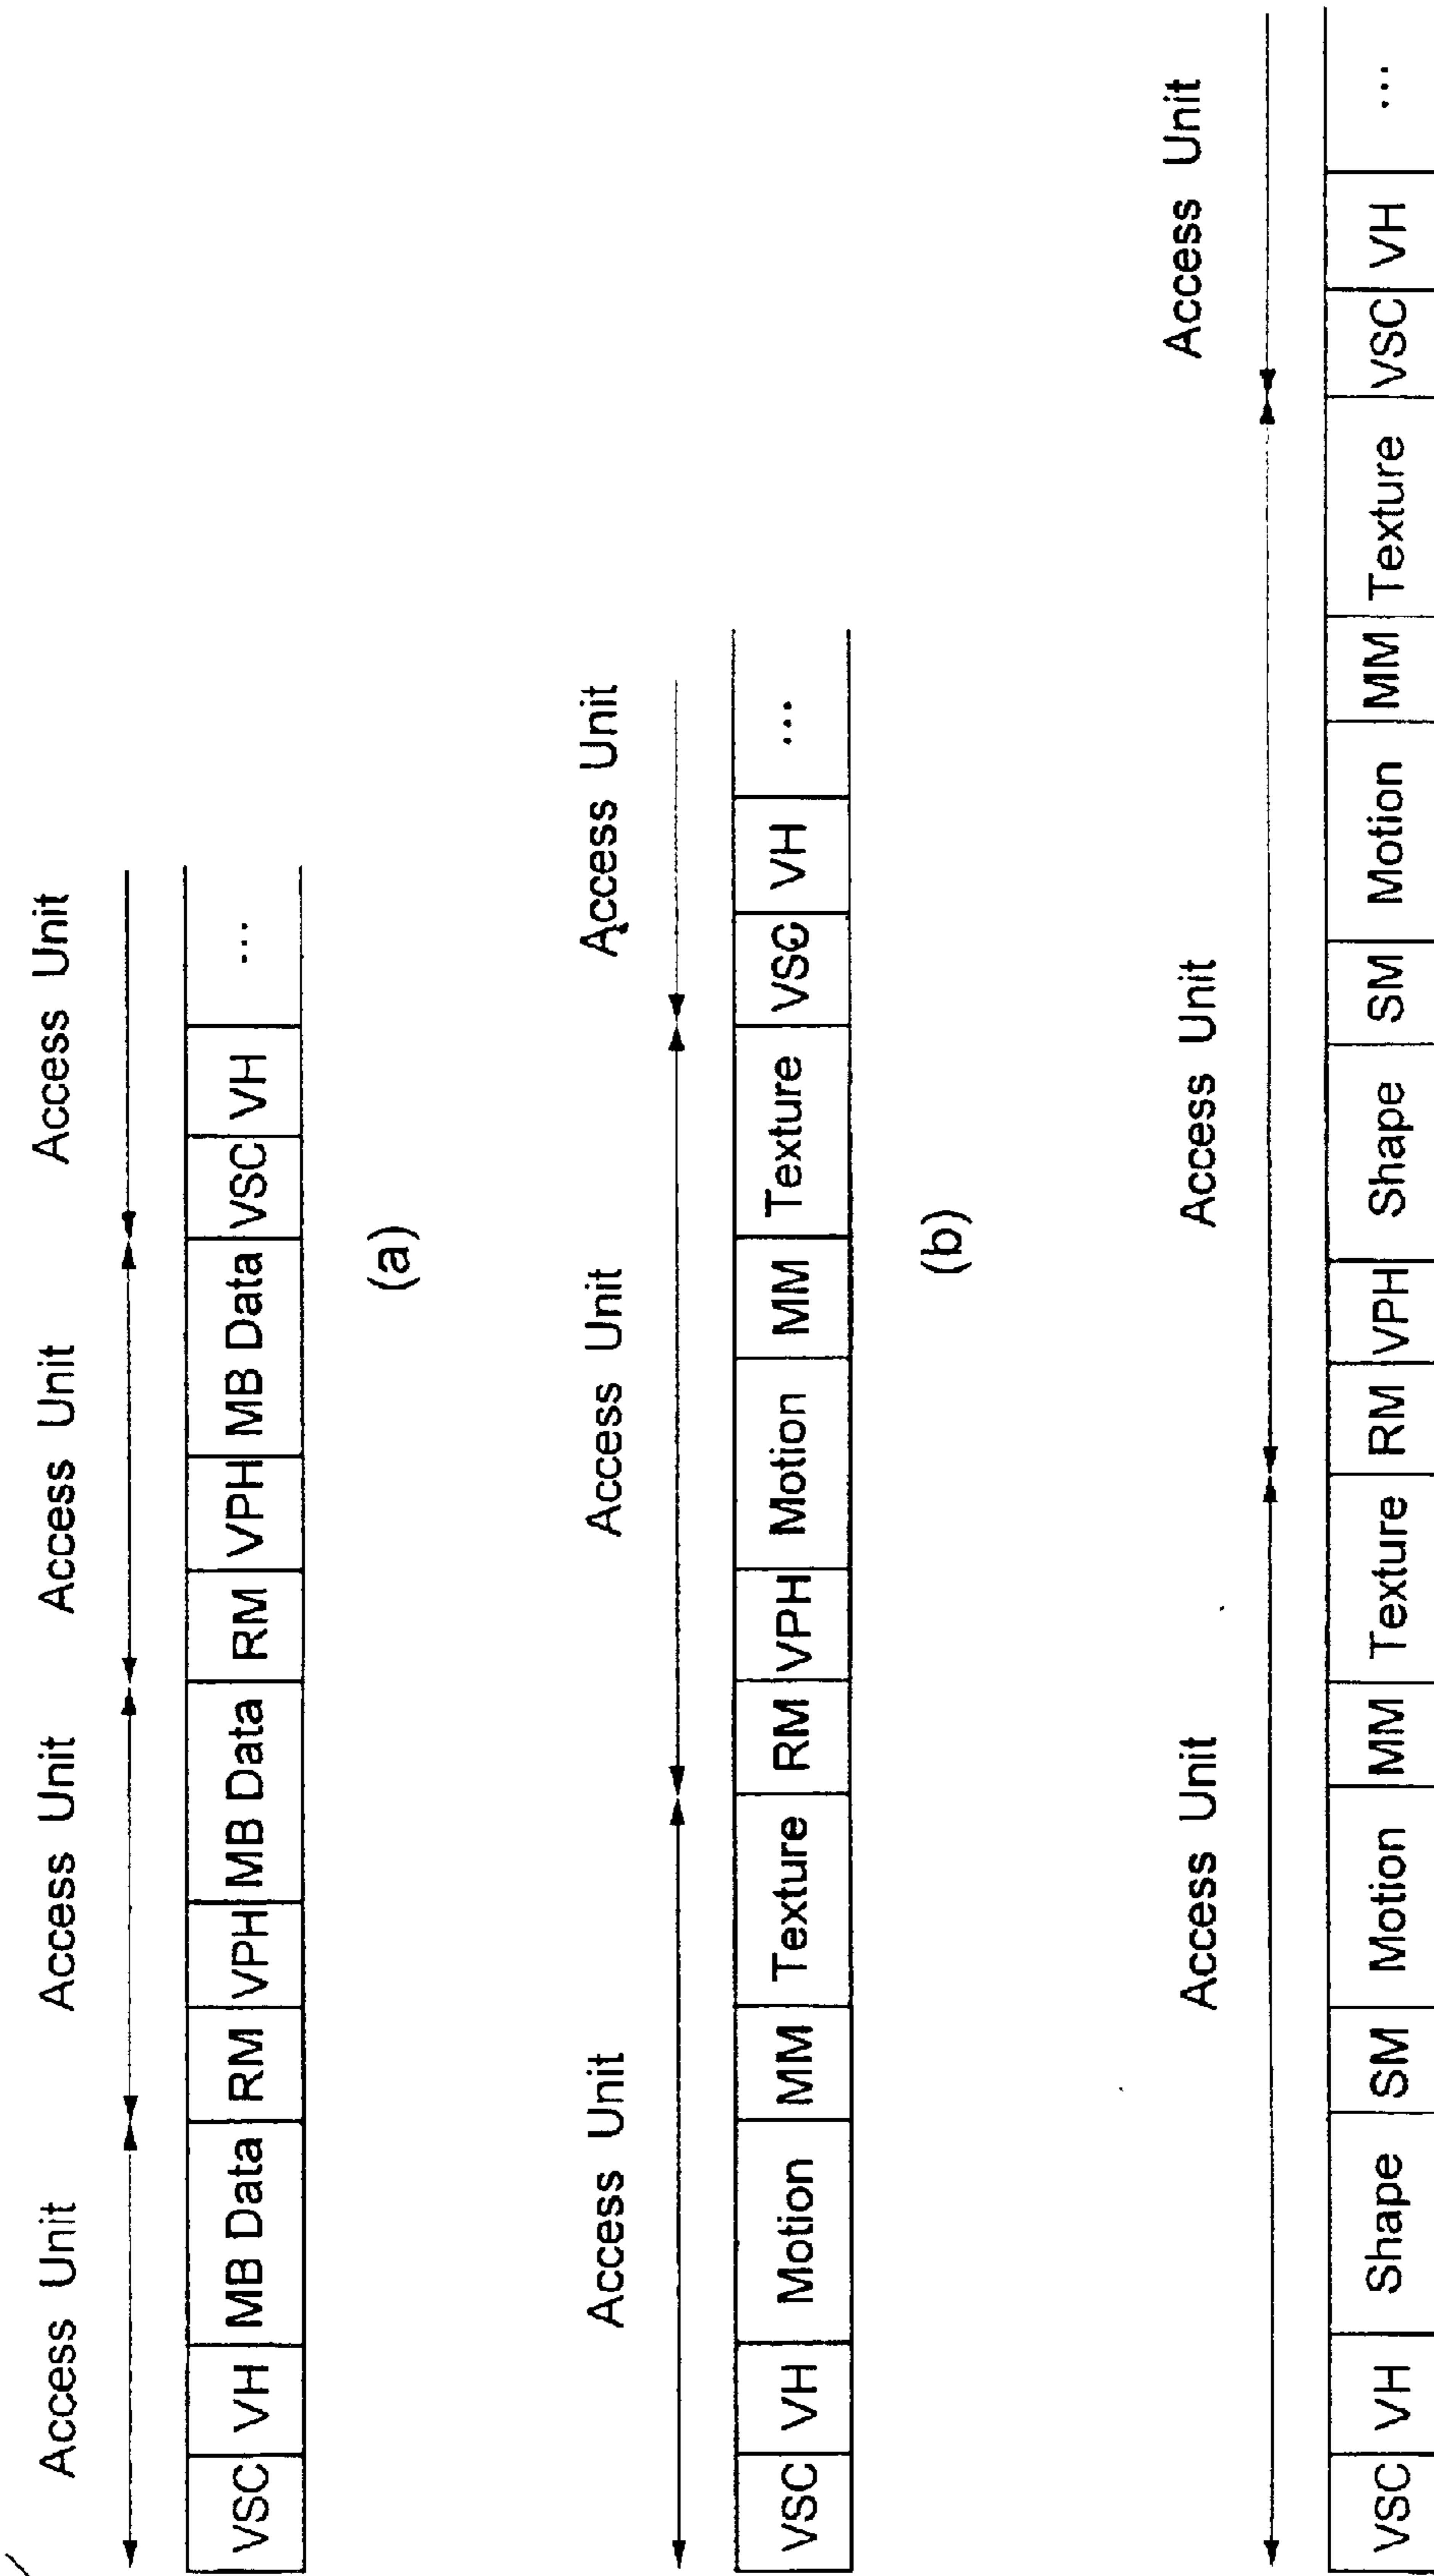 Access Unit Access Unit Access Unit Access Unit
VSC VH MB Data RM VPH MB Data RM VPH MB Data VSC VH ...
(a)
Access Unit Access Unit Access Unit
VSC VH Motion MM Texture RM VPH Motion MM Texture VSC VH ...
(b)
Access Unit Access Unit Access Unit
VSC VH Shape SM Motion MM Texture RM VPH Shape SM Motion MM Texture VSC VH ...